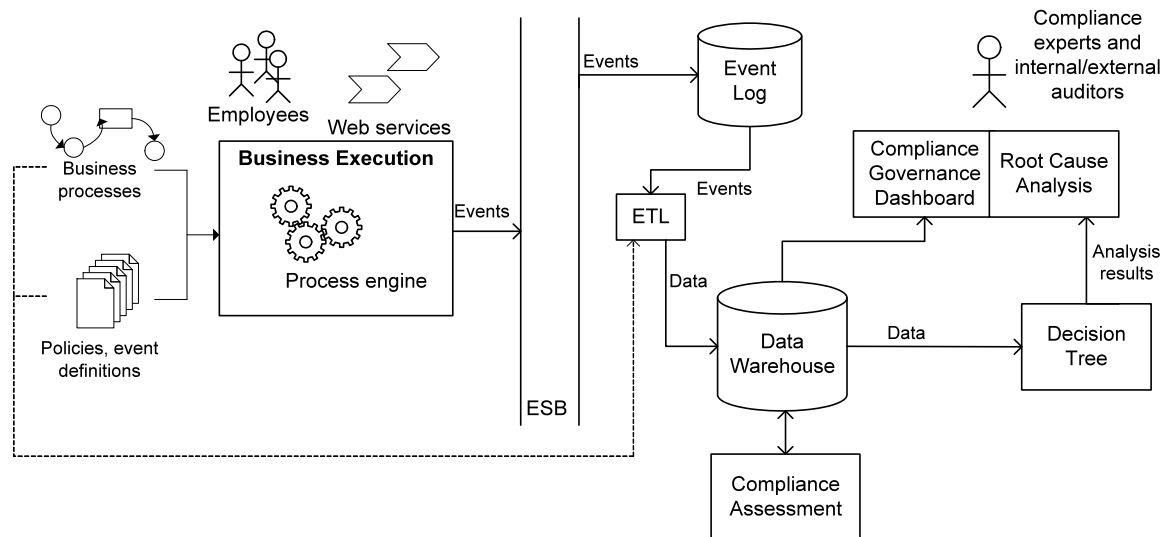 Compliance
experts and
internal/external
auditors
Employees
Web services
Events
Event
Log
Business
processes
Business Execution
Process engine
Events
Events
ETL
Compliance
Governance
Dashboard
Root Cause
Analysis
Policies, event
definitions
Data
Analysis
results
Data
Warehouse
Data
Decision
Tree
ESB
Compliance
Assessment